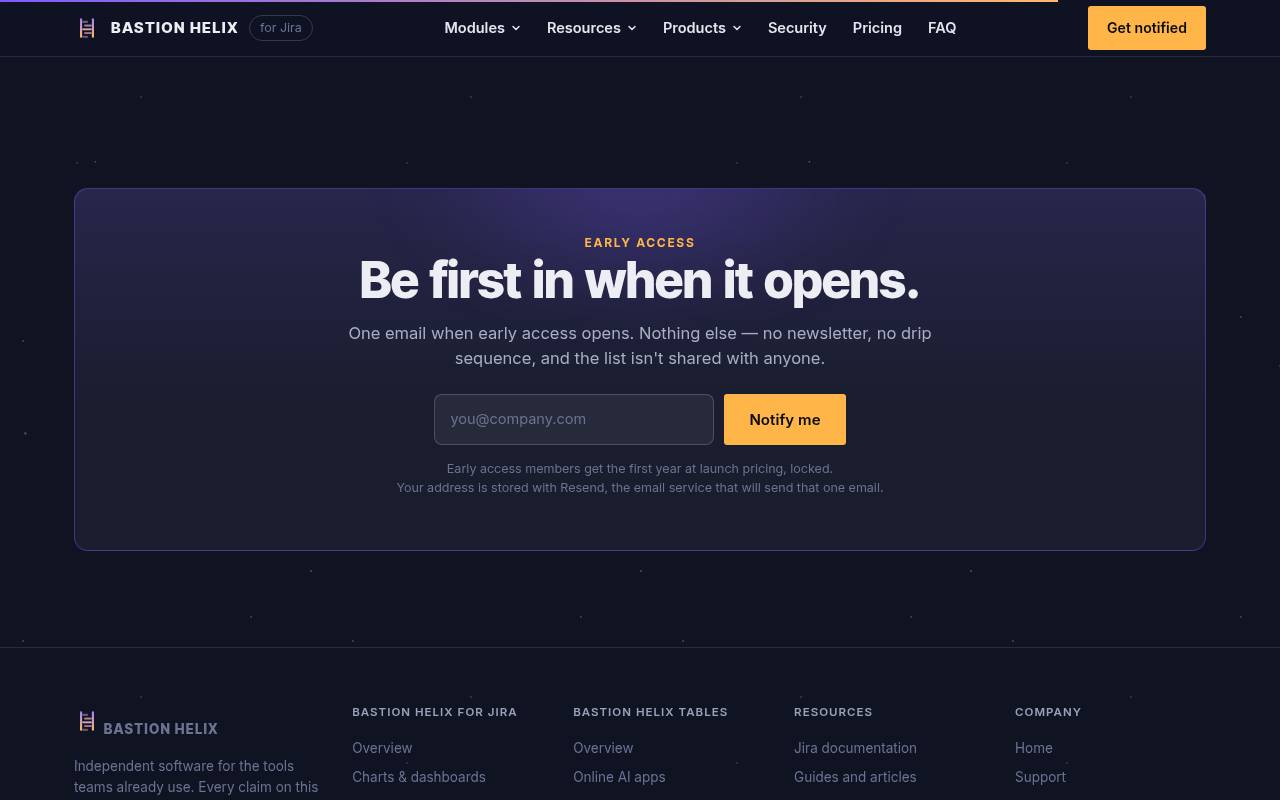 BASTION HELIX for Jira Modules Resources Products Security Pricing FAQ Get notified
EARLY ACCESS
Be first in when it opens.
One email when early access opens. Nothing else — no newsletter, no drip
sequence, and the list isn't shared with anyone.
you@company.com Notify me
Early access members get the first year at launch pricing, locked.
Your address is stored with Resend, the email service that will send that one email.
BASTION HELIX
Independent software for the tools
teams already use. Every claim on this
BASTION HELIX FOR JIRA
Overview
Charts & dashboards
BASTION HELIX TABLES
Overview
Online AI apps
RESOURCES
Jira documentation
Guides and articles
COMPANY
Home
Support